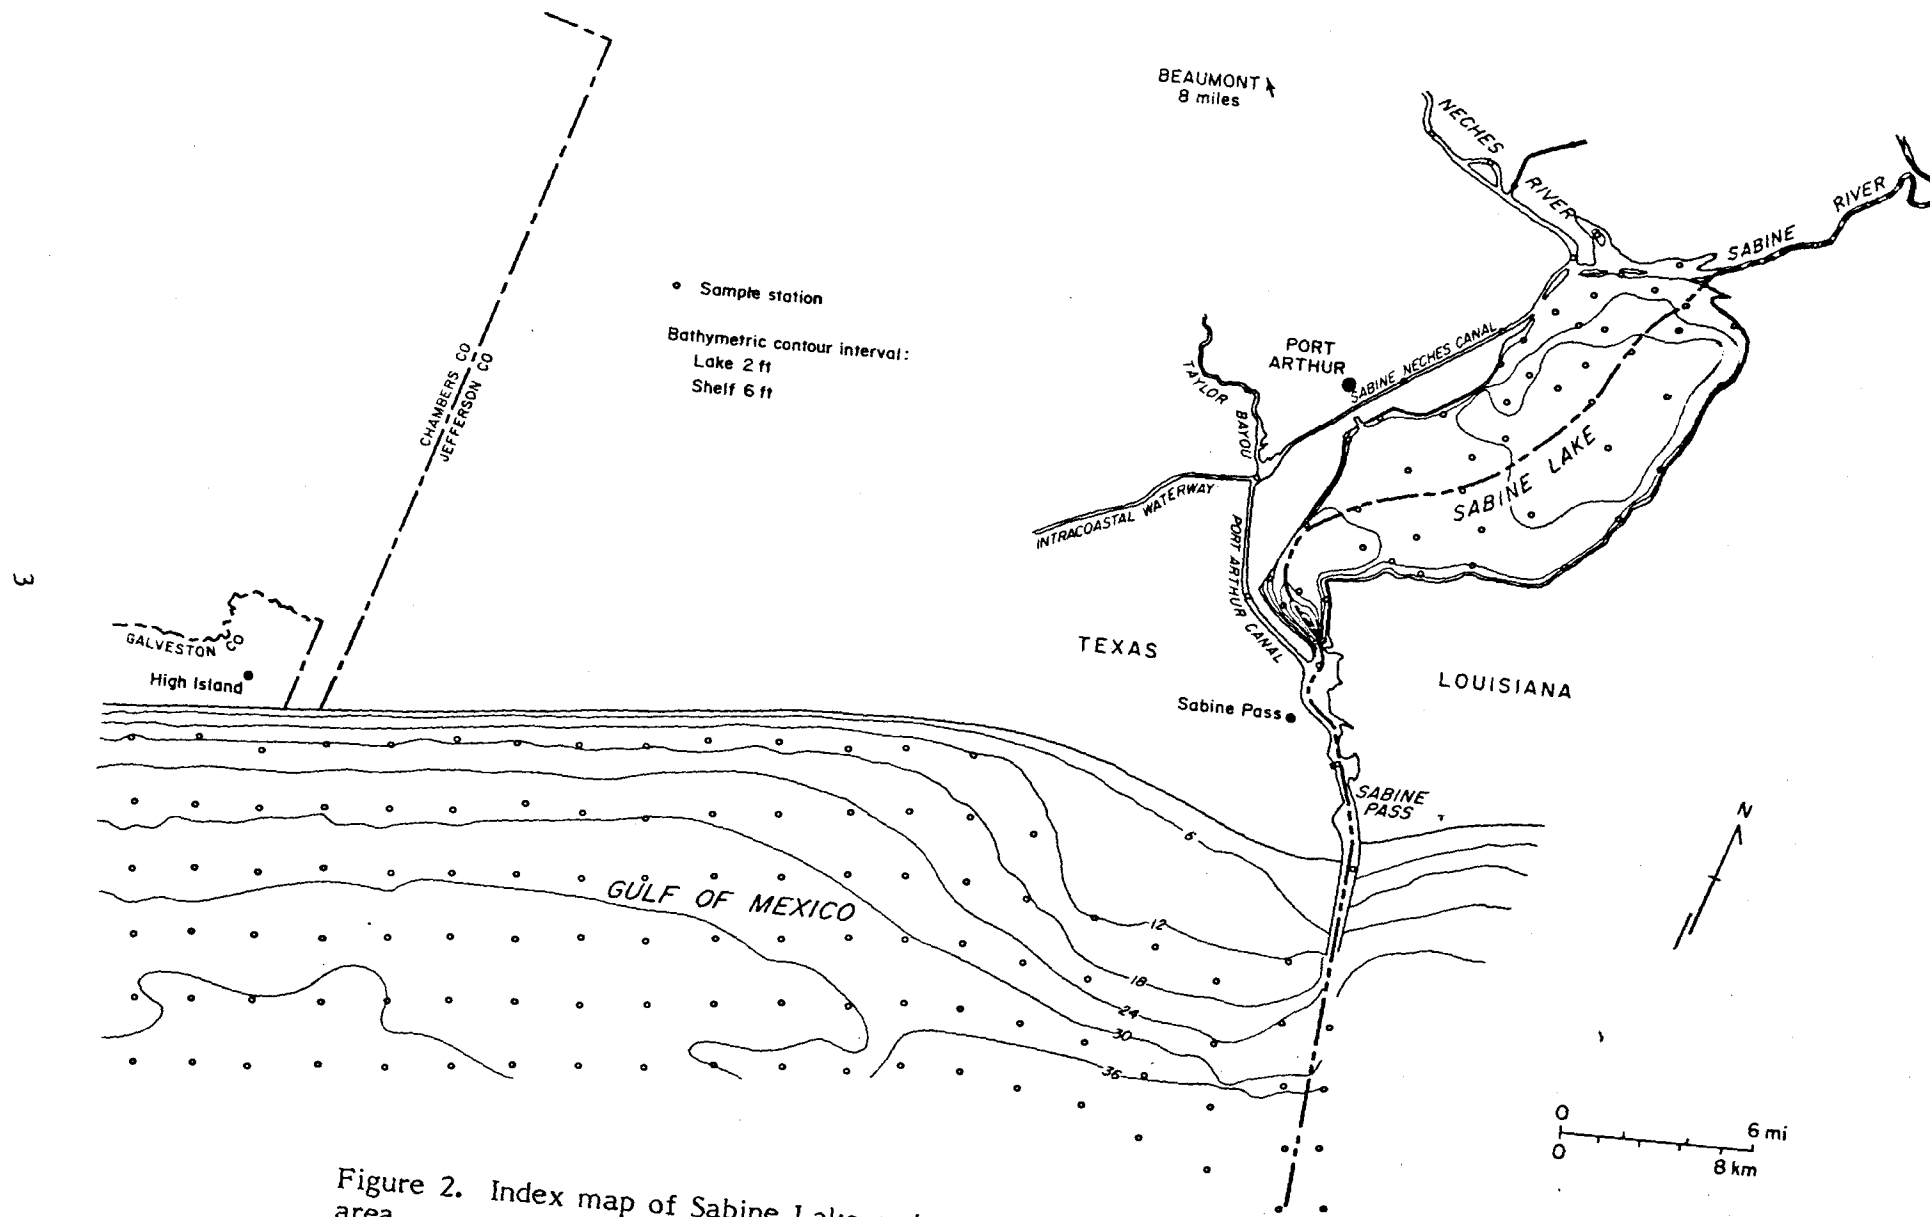 BEAUMONT
8 miles
NECHES
RIVER
SABINE
RIVER
Sample station
Bathymetric contour interval:
Lake 2 ft
Shelf 6 ft
PORT
ARTHUR
SABINE NECHES CANAL
TAYLOR
BAYOU
CHAMBERS CO
JEFFERSON CO
SABINE LAKE
INTRACOASTAL WATERWAY
PORT ARTHUR CANAL
3
GALVESTON CO
High Island
TEXAS
LOUISIANA
Sabine Pass
SABINE
PASS
N
6
GULF OF MEXICO
12
18
24
30
36
0
6 mi
0
8 km
Figure 2. Index map of Sabine Lake
area